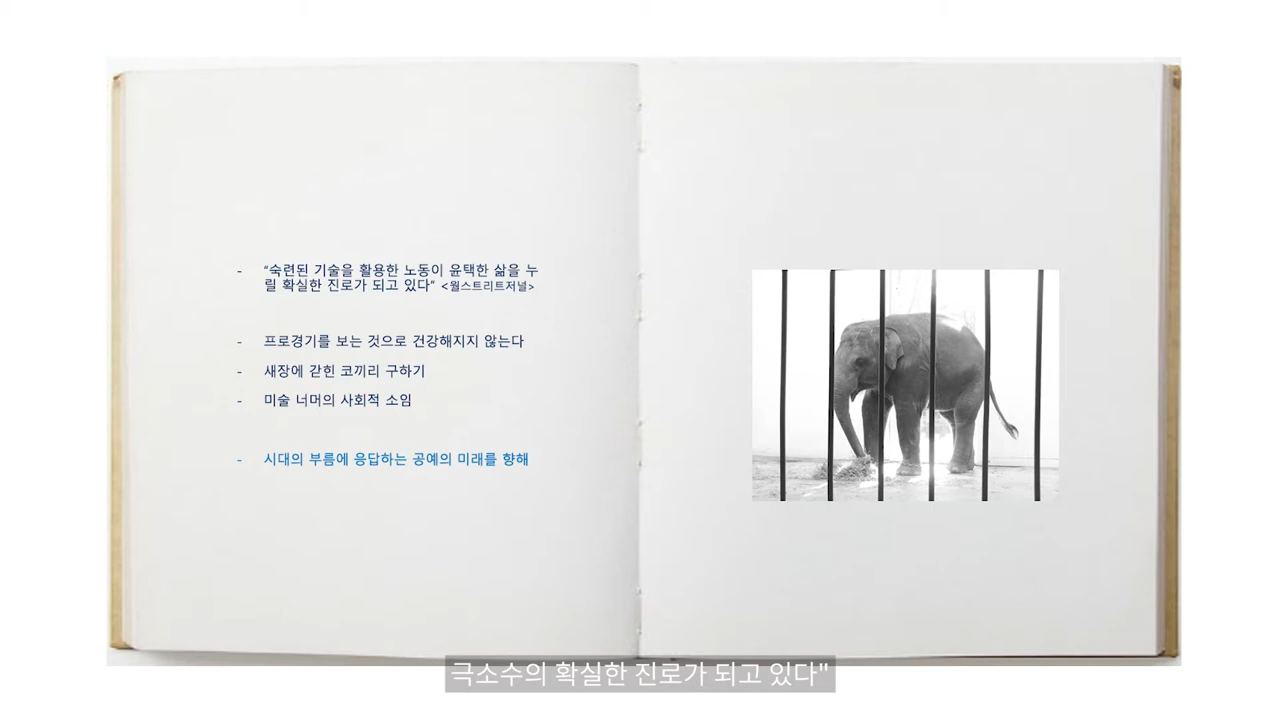 - “숙련된 기술을 활용한 노동이 윤택한 삶을 누
릴 확실한 진로가 되고 있다” <월스트리트저널>
- 프로경기를 보는 것으로 건강해지지 않는다
- 새장에 갇힌 코끼리 구하기
- 미술 너머의 사회적 소임
- 시대의 부름에 응답하는 공예의 미래를 향해
극소수의 확실한 진로가 되고 있다"